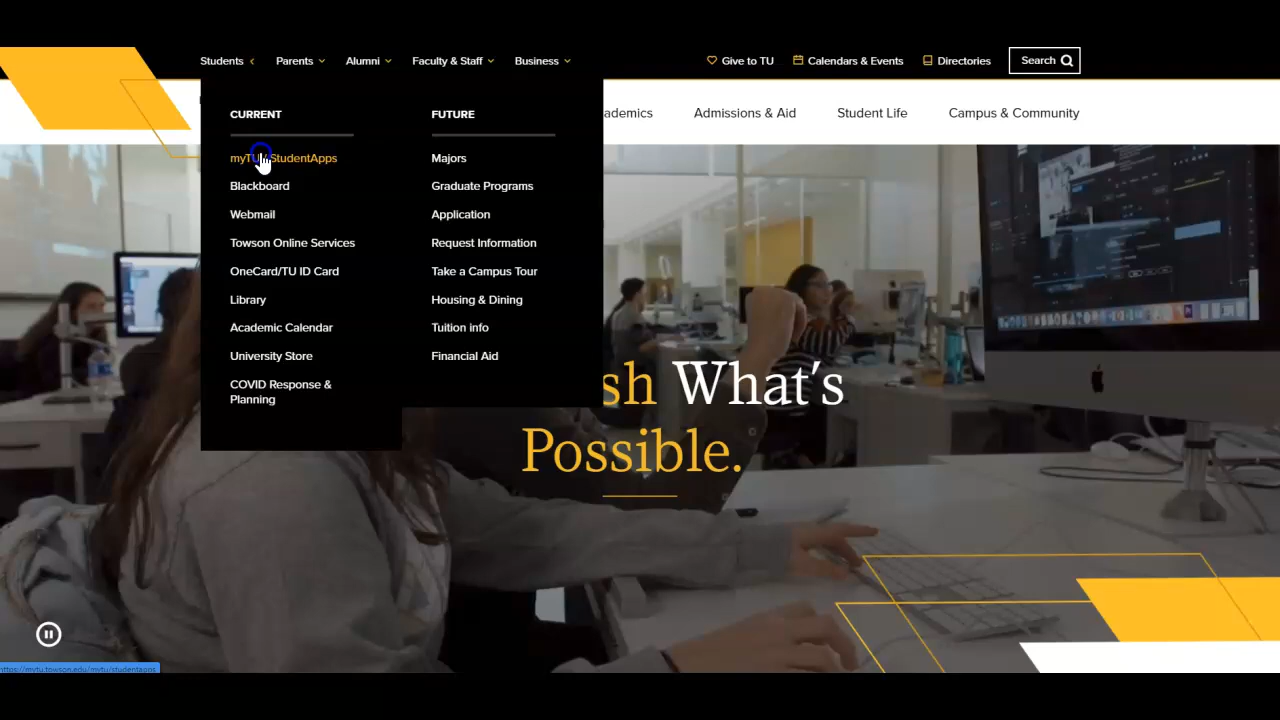 Students
Parents
Alumni
Faculty & Staff
Business
Give to TU
Calendars & Events
Directories
Search
ademics
Admissions & Aid
Student Life
Campus & Community
CURRENT
myTU StudentApps
Blackboard
Webmail
Towson Online Services
OneCard/TU ID Card
Library
Academic Calendar
University Store
COVID Response &
Planning
FUTURE
Majors
Graduate Programs
Application
Request Information
Take a Campus Tour
Housing & Dining
Tuition info
Financial Aid
sh What's
Possible.
https://mytu.towson.edu/mytu/studentapps